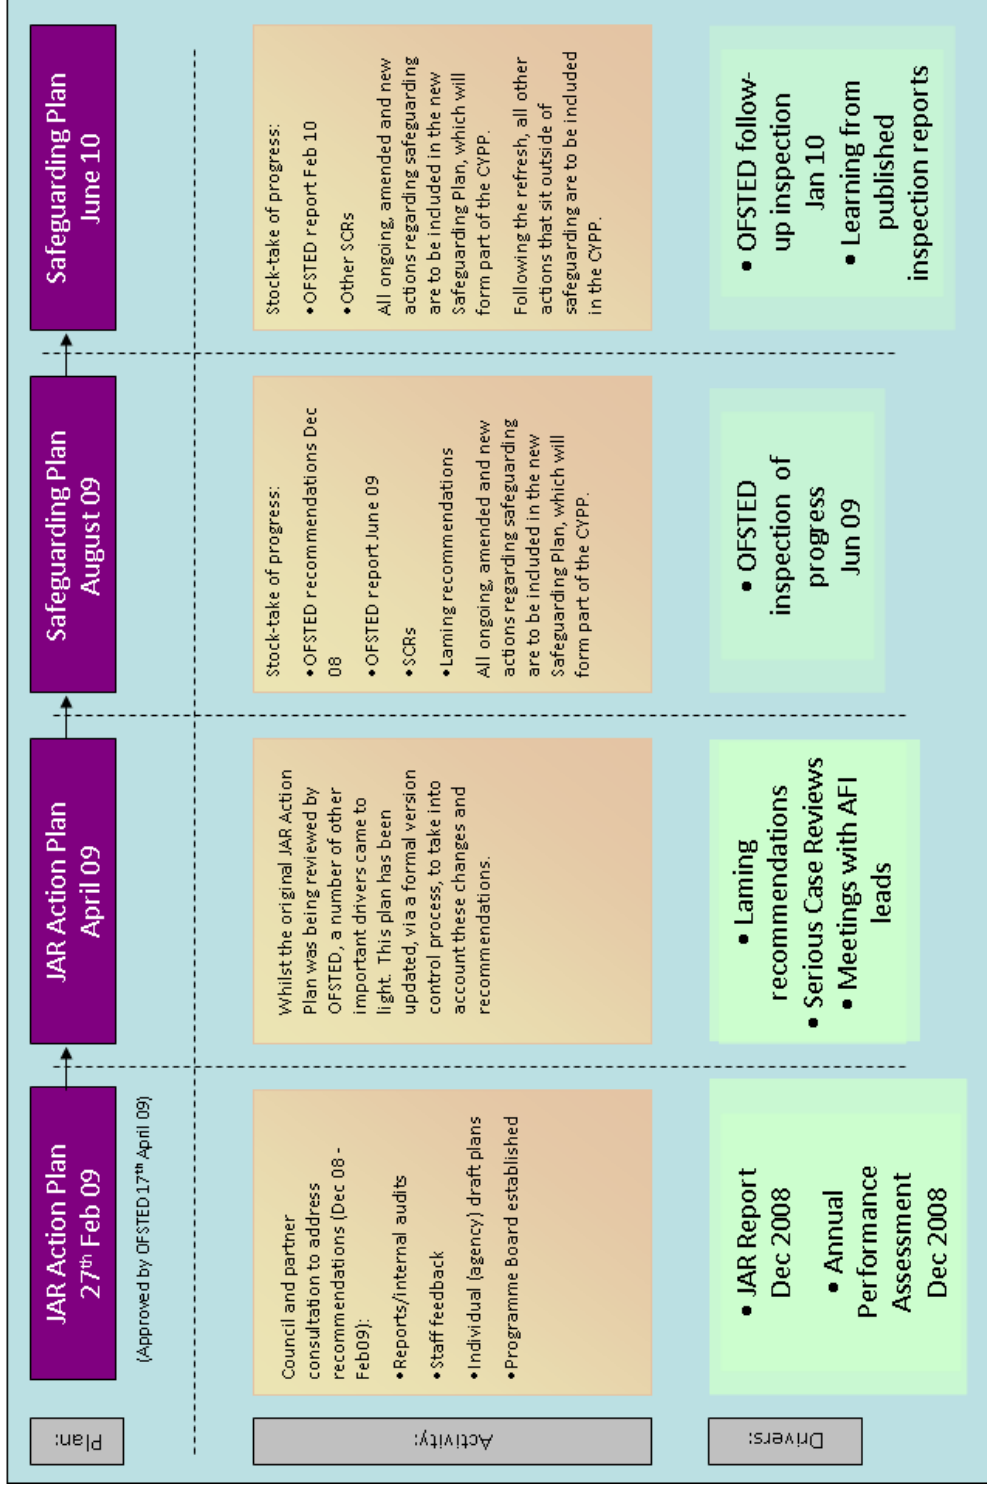 Plan:
JAR Action Plan
27th Feb 09
(Approved by OFSTED 17th April 09)
JAR Action Plan
April 09
Safeguarding Plan
August 09
Safeguarding Plan
June 10
Activity:
Council and partner
consultation to address
recommendations (Dec 08 -
Feb09):
•Reports/internal audits
•Staff feedback
•Individual (agency) draft plans
•Programme Board established
Whilst the original JAR Action
Plan was being reviewed by
OFSTED, a number of other
important drivers came to
light. This plan has been
updated, via a formal version
control process, to take into
account these changes and
recommendations.
Stock-take of progress:
•OFSTED recommendations Dec
08
•OFSTED report June 09
•SCRs
•Laming recommendations
All ongoing, amended and new
actions regarding safeguarding
are to be included in the new
Safeguarding Plan, which will
form part of the CYPP.
Stock-take of progress:
•OFSTED report Feb 10
•Other SCRs
All ongoing, amended and new
actions regarding safeguarding
are to be included in the new
Safeguarding Plan, which will
form part of the CYPP.
Following the refresh, all other
actions that sit outside of
safeguarding are to be included
in the CYPP.
Drivers:
• JAR Report
Dec 2008
• Annual
Performance
Assessment
Dec 2008
• Laming
recommendations
• Serious Case Reviews
• Meetings with AFI
leads
• OFSTED
inspection of
progress
Jun 09
• OFSTED follow-
up inspection
Jan 10
• Learning from
published
inspection reports